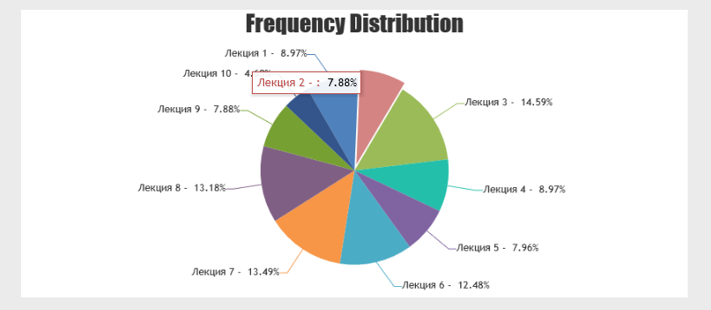 Frequency Distribution
Лекция 1 - 8.97%
Лекция 10 -
Лекция 2 - : 7.88%
Лекция 3 - 14.59%
Лекция 9 - 7.88%
Лекция 8 - 13.18%
Лекция 4 - 8.97%
Лекция 5 - 7.96%
Лекция 7 - 13.49%
Лекция 6 - 12.48%